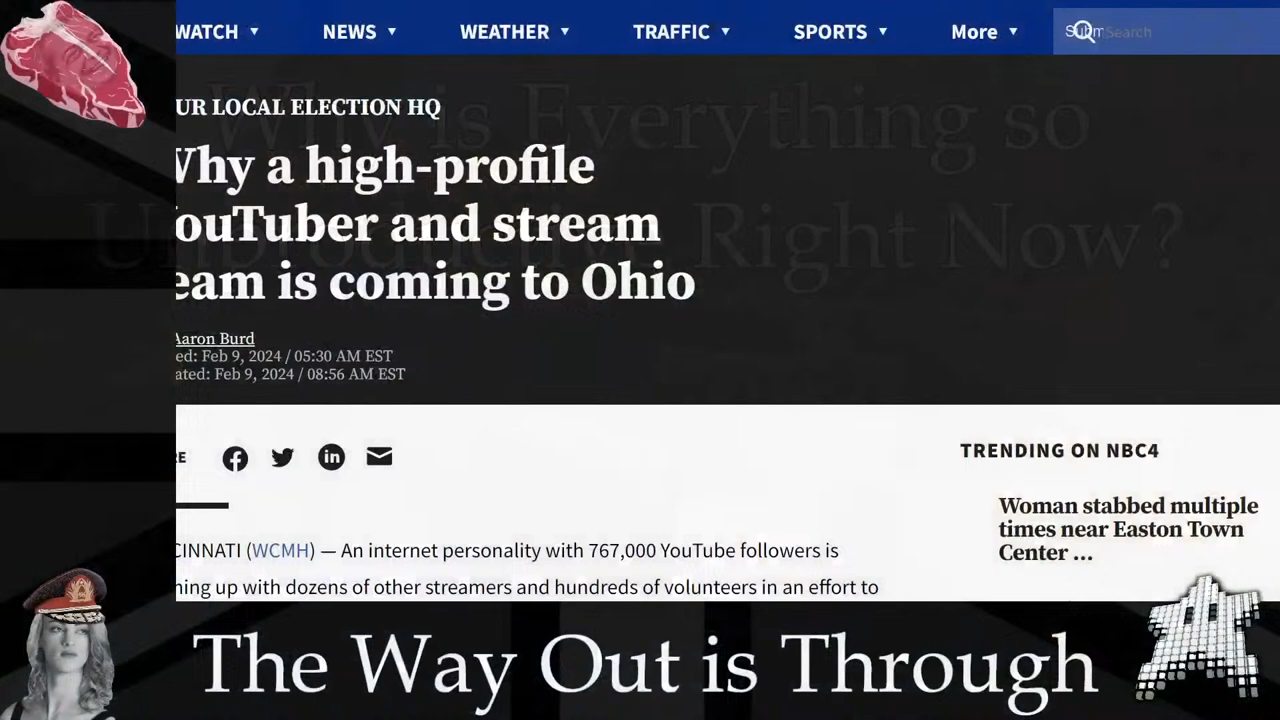 WATCH NEWS WEATHER TRAFFIC SPORTS More Search
Why is Everything so
Right Now?
UR LOCAL ELECTION HQ
Why a high-profile
YouTuber and stream
eam is coming to Ohio
Aaron Burd
ed: Feb 9, 2024 / 05:30 AM EST
ated: Feb 9, 2024 / 08:56 AM EST
RE
TRENDING ON NBC4
Woman stabbed multiple
times near Easton Town
Center ...
CINNATI (WCMH) — An internet personality with 767,000 YouTube followers is
ning up with dozens of other streamers and hundreds of volunteers in an effort to
The Way Out is Through